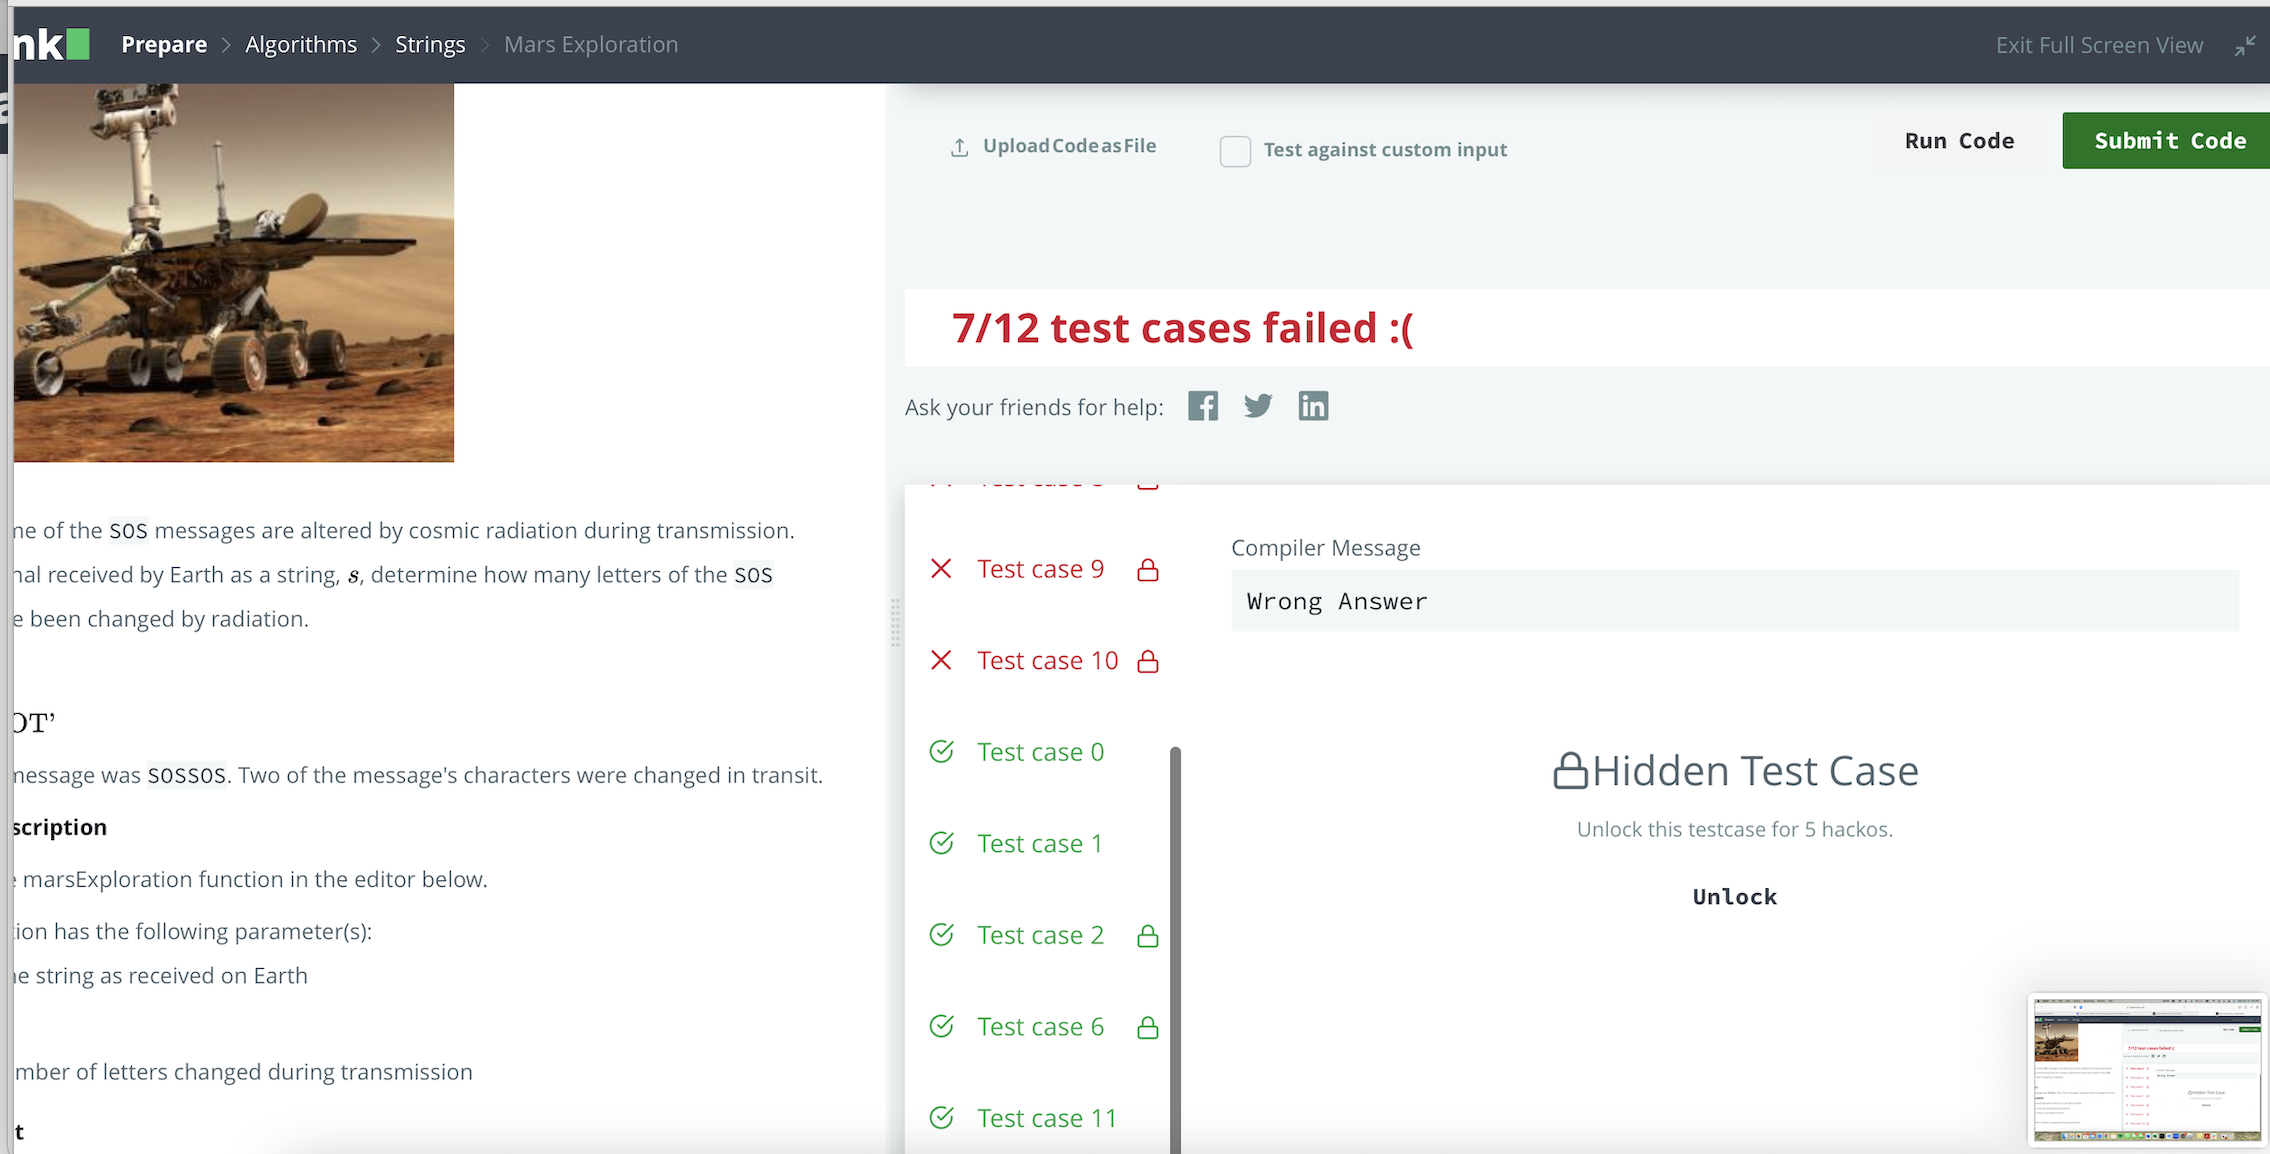 nk
Prepare > Algorithms > Strings > Mars Exploration
Exit Full Screen View
Upload Code as File
Test against custom input
Run Code
Submit Code
7/12 test cases failed :(
Ask your friends for help:
me of the SOS messages are altered by cosmic radiation during transmission.
nal received by Earth as a string, s, determine how many letters of the SOS
e been changed by radiation.
OT’
message was SOSSOS. Two of the message's characters were changed in transit.
scription
e marsExploration function in the editor below.
tion has the following parameter(s):
he string as received on Earth
mber of letters changed during transmission
t
Test case 9
Test case 10
Test case 0
Test case 1
Test case 2
Test case 6
Test case 11
Compiler Message
Wrong Answer
Hidden Test Case
Unlock this testcase for 5 hackos.
Unlock